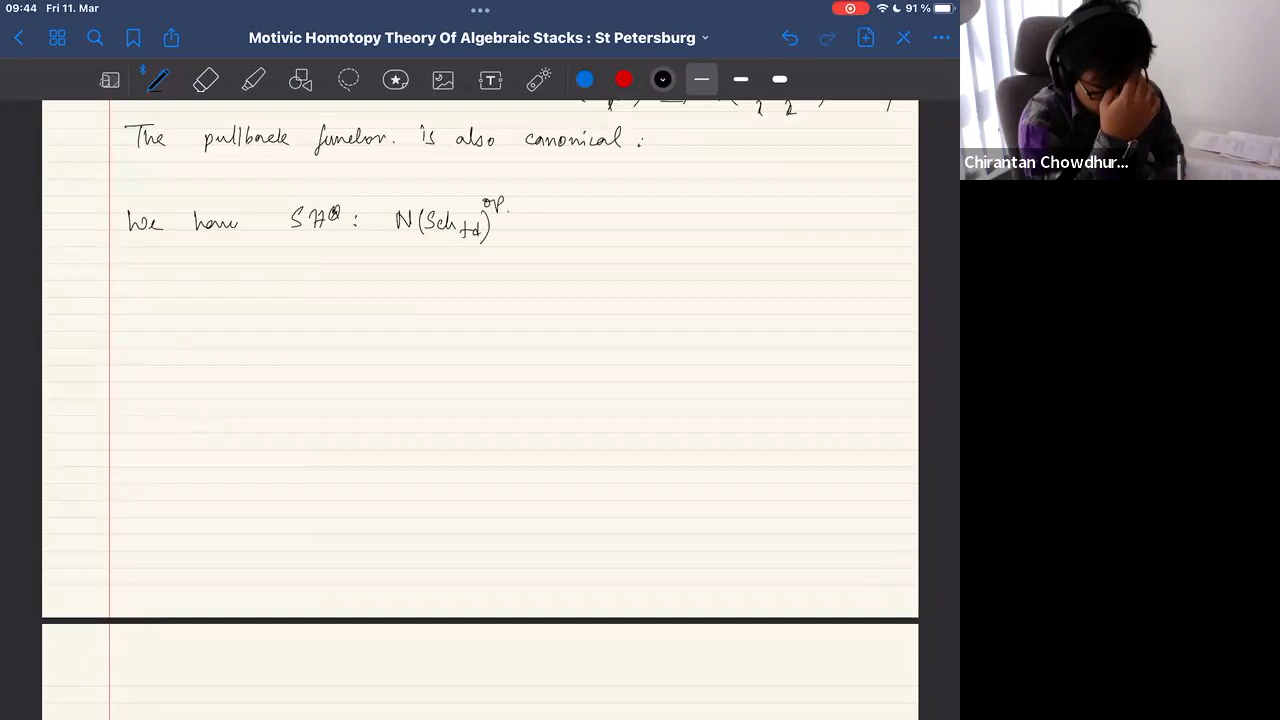 09:44 Fri 11. Mar
91 %
Motivic Homotopy Theory Of Algebraic Stacks : St Petersburg
Chirantan Chowdhur...
The pullback functor. is also canonical :
We have SH^⊗ : N(Sch_fd)^op.